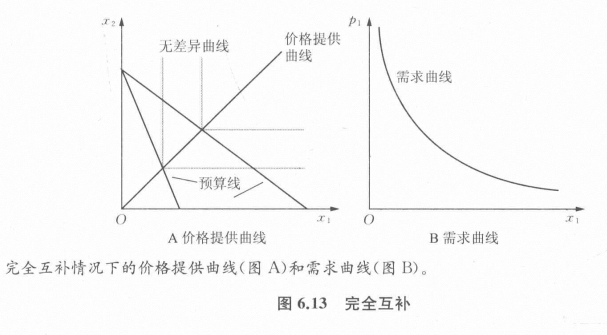 x₂
无差异曲线
价格提供
曲线
预算线
O
x₁
A 价格提供曲线
p₁
需求曲线
O
x₁
B 需求曲线
完全互补情况下的价格提供曲线(图 A)和需求曲线(图 B)。
图 6.13 完全互补